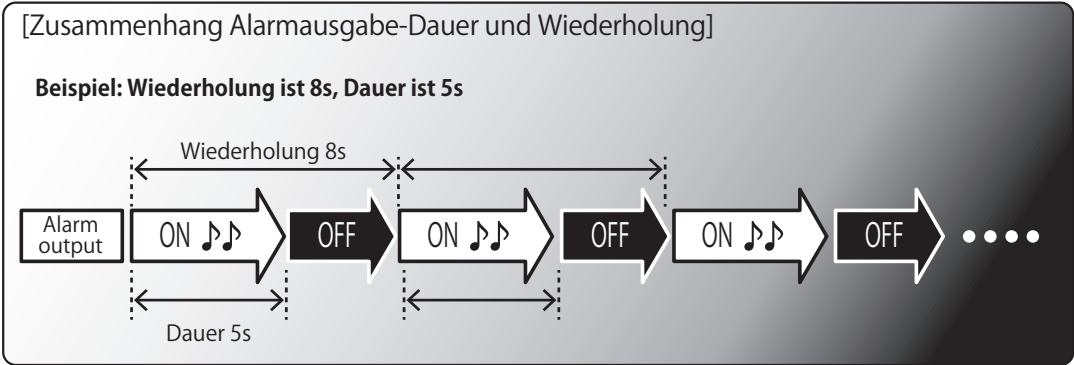 [Zusammenhang Alarmausgabe-Dauer und Wiederholung]
Beispiel: Wiederholung ist 8s, Dauer ist 5s
Wiederholung 8s
Alarm
output
ON ♪♪ OFF ON ♪♪ OFF ON ♪♪ OFF
Dauer 5s